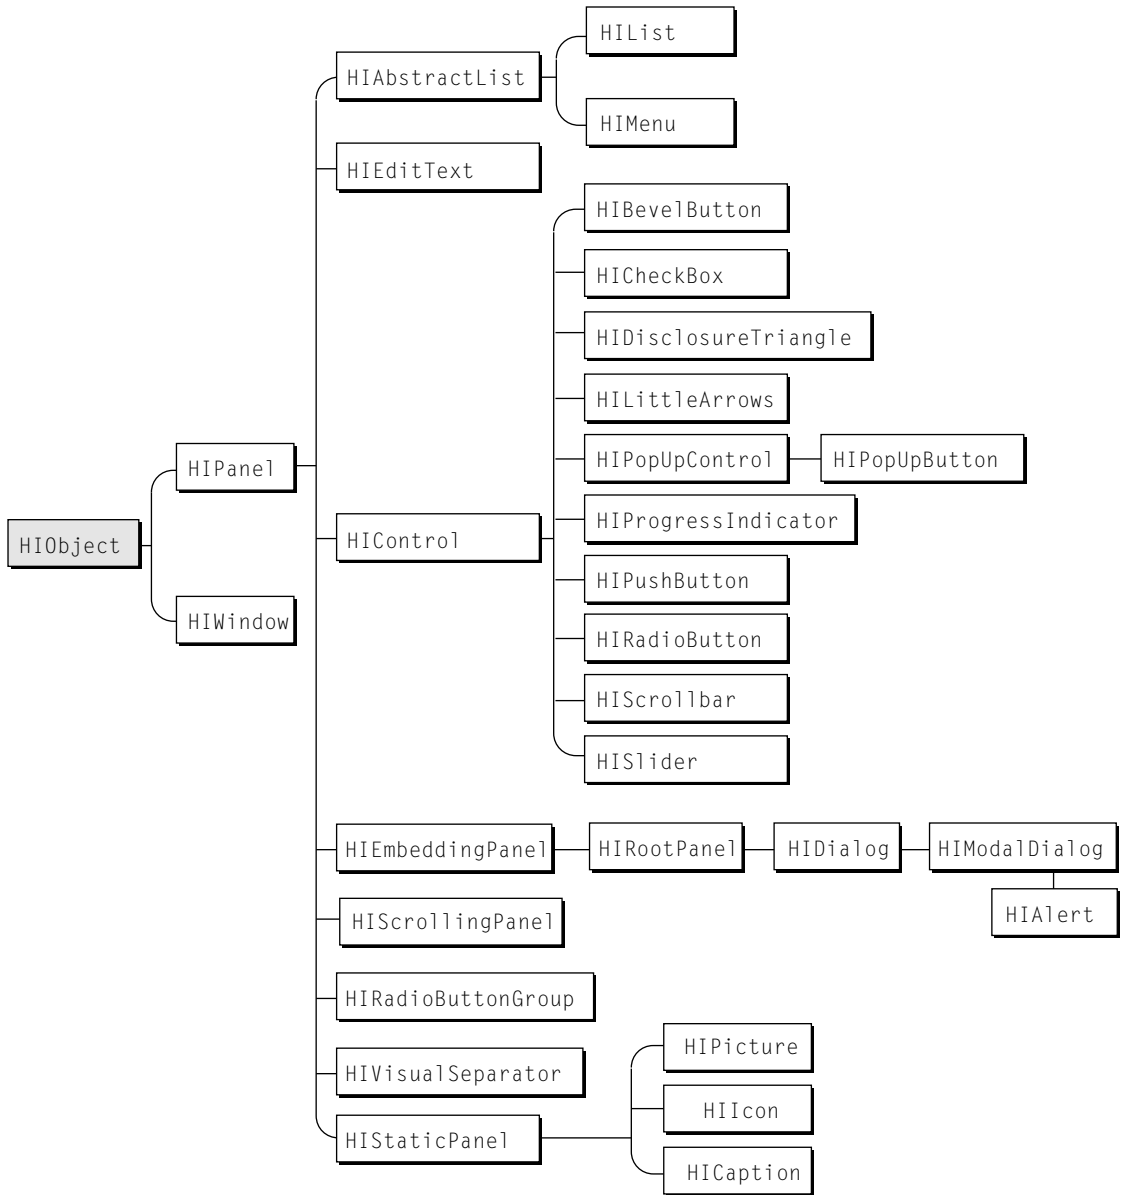 HIList
HIAbstractList
HIMenu
HIEditText
HIBevelButton
HICheckBox
HIDisclosureTriangle
HILittleArrows
HIPanel
HIPopUpControl
HIPopUpButton
HIProgressIndicator
HIObject
HIControl
HIPushButton
HIWindow
HIRadioButton
HIScrollbar
HISlider
HIEmbeddingPanel
HIRootPanel
HIDialog
HIModalDialog
HIAlert
HIScrollingPanel
HIRadioButtonGroup
HIPicture
HIVisualSeparator
HIIcon
HIStaticPanel
HICaption